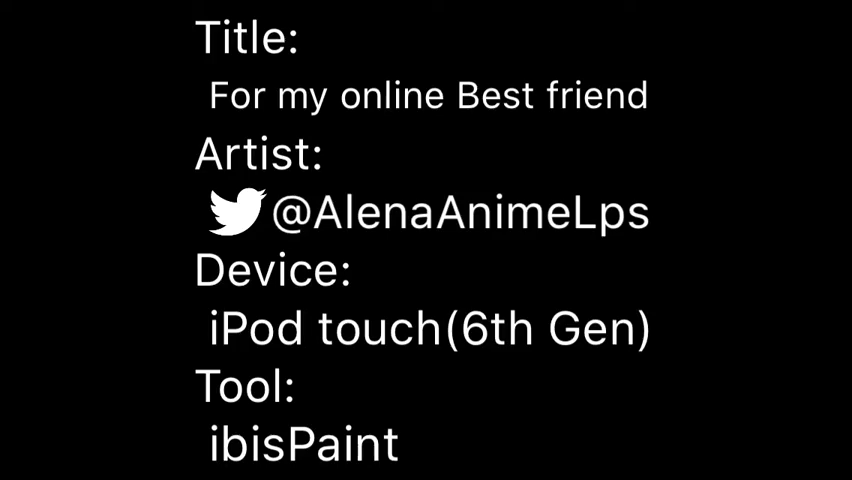 Title:
For my online Best friend
Artist:
@AlenaAnimeLps
Device:
iPod touch(6th Gen)
Tool:
ibisPaint